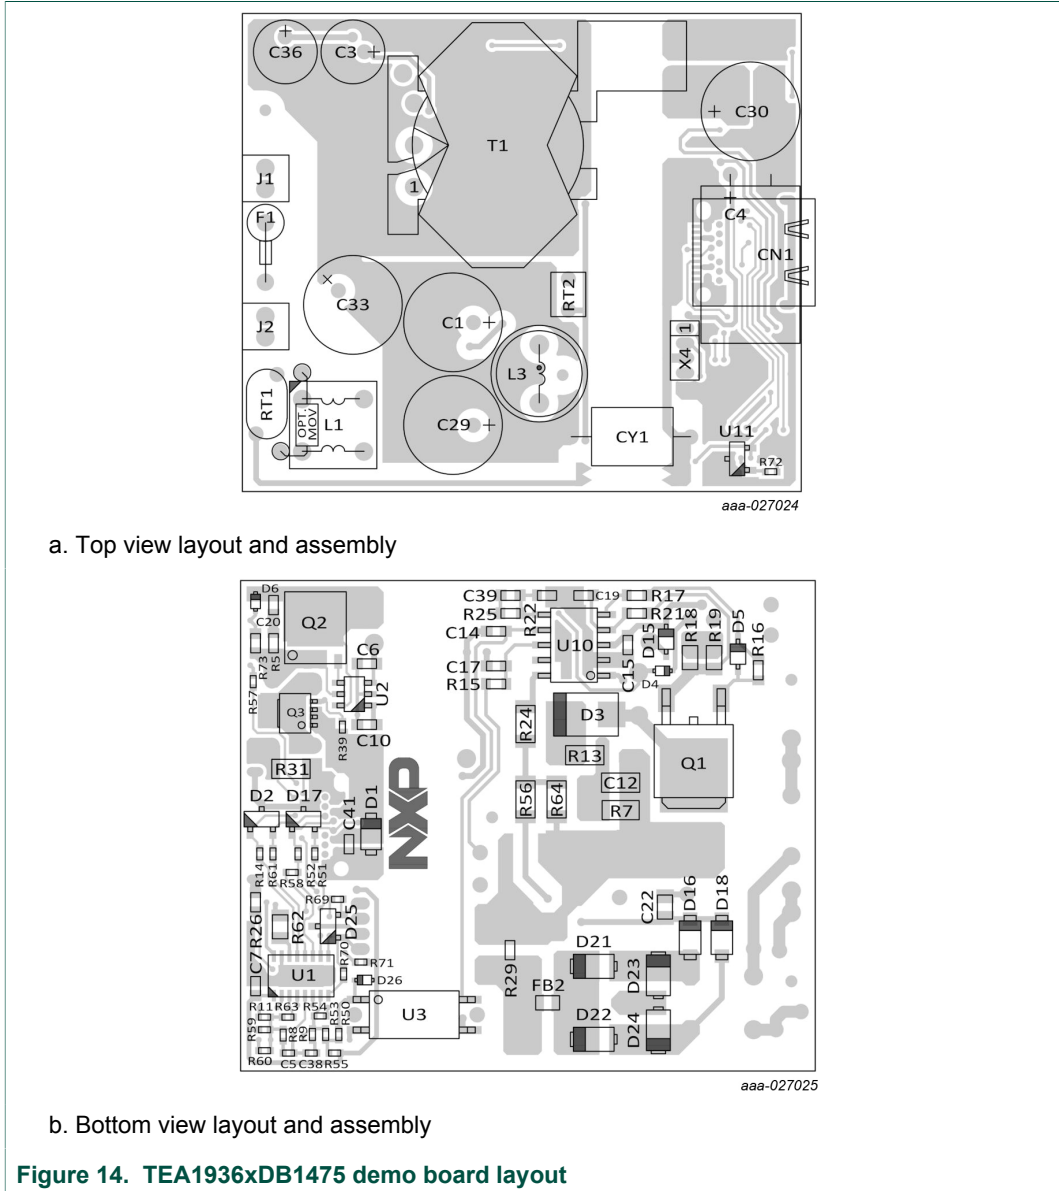 C36
C3
C30
T1
1
J1
F1
C4
CN1
C33
C1
RT2
J2
1
X4
L3
RT1
OPT.
MOV
L1
C29
CY1
U11
R72
aaa-027024
a. Top view layout and assembly
D6
C20
Q2
C39
C19
R17
R25
R22
R21
C14
U10
D15
R18
R19
D5
R16
R73
R5
C6
C17
C15
R15
D4
R57
U2
Q3
R39
C10
R24
D3
R31
R13
Q1
D2
D17
C41
D1
NXP
R56
R64
C12
R7
R14
R61
R58
R52
R51
R69
C22
D16
D18
R26
R62
D25
R70
D21
C7
U1
R71
D26
R29
FB2
D23
R11
R63
R54
R53
R50
U3
R59
R8
R9
D22
D24
R60
C5
C38
R55
aaa-027025
b. Bottom view layout and assembly
Figure 14. TEA1936xDB1475 demo board layout